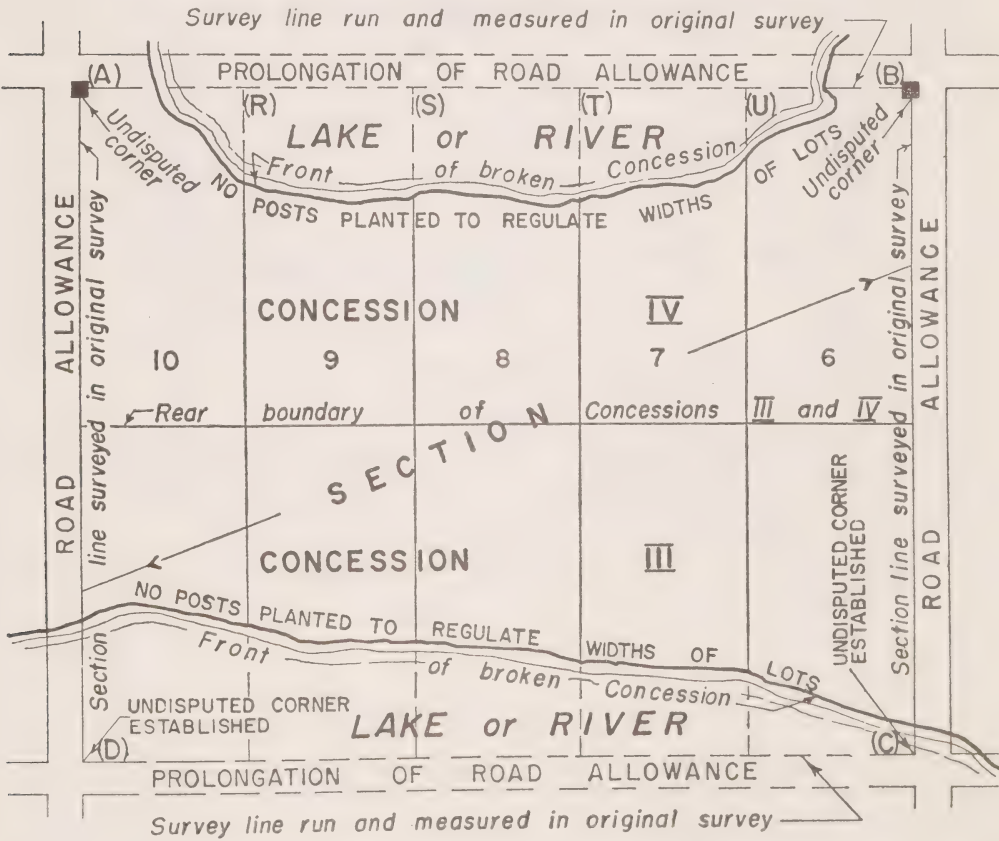 Survey line run and measured in original survey
PROLONGATION OF ROAD ALLOWANCE
(A)
(B)
(R)
(S)
(T)
(U)
LAKE or RIVER
Undisputed corner
Undisputed corner
Front of broken Concession
NO POSTS PLANTED TO REGULATE WIDTHS OF LOTS
ROAD ALLOWANCE
Section line surveyed in original survey
CONCESSION IV
10 9 8 7 6
Rear boundary of Concessions III and IV
SECTION
CONCESSION III
ROAD ALLOWANCE
Section line surveyed in original survey
UNDISPUTED CORNER
ESTABLISHED
NO POSTS PLANTED TO REGULATE WIDTHS OF LOTS
Front of broken Concession
UNDISPUTED CORNER
ESTABLISHED
LAKE or RIVER
(D)
(C)
PROLONGATION OF ROAD ALLOWANCE
Survey line run and measured in original survey